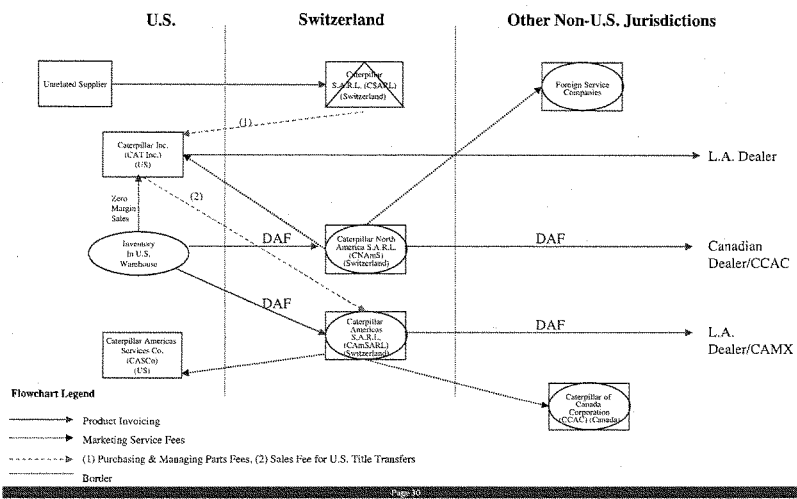 U.S.
Switzerland
Other Non-U.S. Jurisdictions
Unrelated Supplier
Caterpillar
S.A.R.L. (CSARL)
(Switzerland)
Foreign Service
Companies
(1)
Caterpillar Inc.
(CAT Inc.)
(US)
L.A. Dealer
Zero
Margin
Sales
(2)
Inventory
In U.S.
Warehouse
DAF
Caterpillar North
America S.A.R.L.
(CNAmS)
(Switzerland)
DAF
Canadian
Dealer/CCAC
DAF
Caterpillar
Americas
S.A.R.L.
(CAmSARL)
(Switzerland)
DAF
L.A.
Dealer/CAMX
Caterpillar Americas
Services Co.
(CASCo)
(US)
Caterpillar of
Canada
Corporation
(CCAC) (Canada)
Flowchart Legend
Product Invoicing
Marketing Service Fees
(1) Purchasing & Managing Parts Fees, (2) Sales Fee for U.S. Title Transfers
Border
Page 30